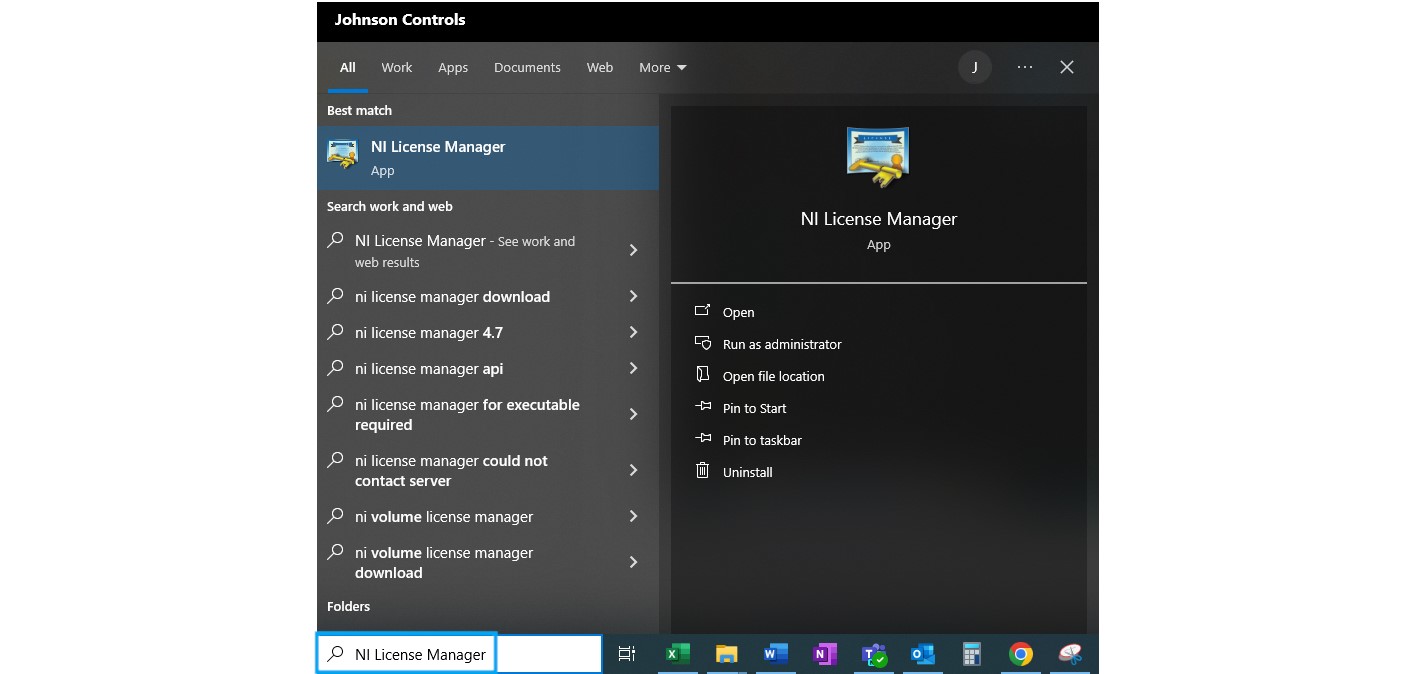 Johnson Controls
All Work Apps Documents Web More J ...
Best match
NI License Manager
App
Search work and web
NI License Manager - See work and
web results
ni license manager download
ni license manager 4.7
ni license manager api
ni license manager for executable
required
ni license manager could not
contact server
ni volume license manager
ni volume license manager
download
Folders
NI License Manager
App
Open
Run as administrator
Open file location
Pin to Start
Pin to taskbar
Uninstall
NI License Manager